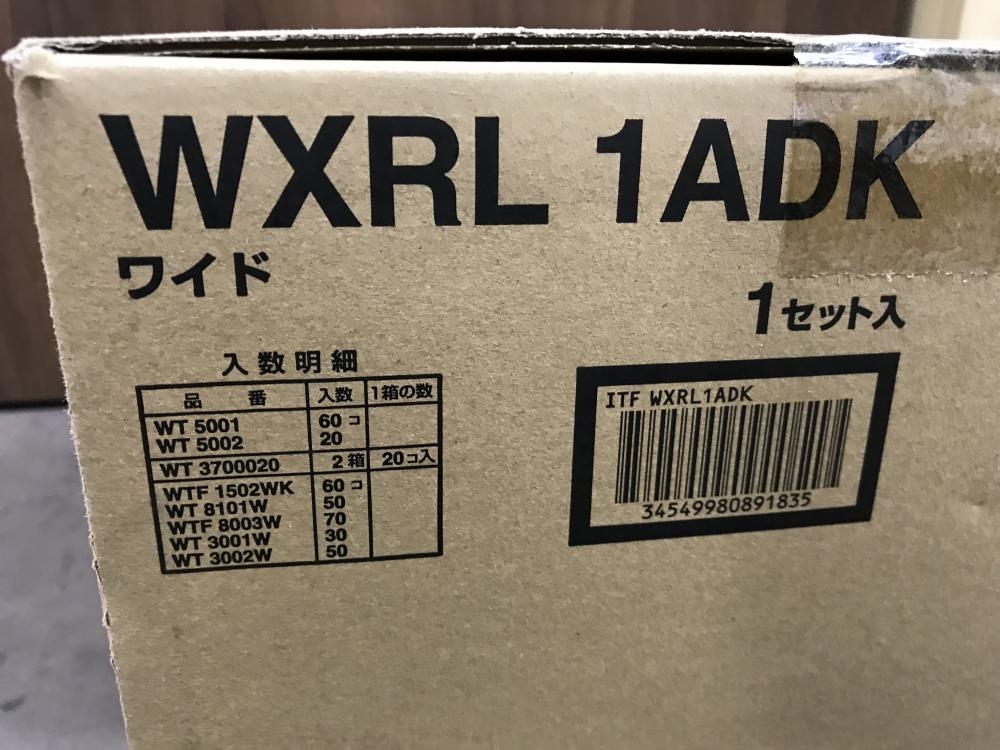 WXRL 1ADK
ワイド
1セット入
入数明細
品 番 入数 1箱の数
WT 5001 60コ
WT 5002 20
WT 3700020 2箱 20コ入
WTF 1502WK 60コ
WT 8101W 50
WTF 8003W 70
WT 3001W 30
WT 3002W 50
ITF WXRL1ADK
34549980891835